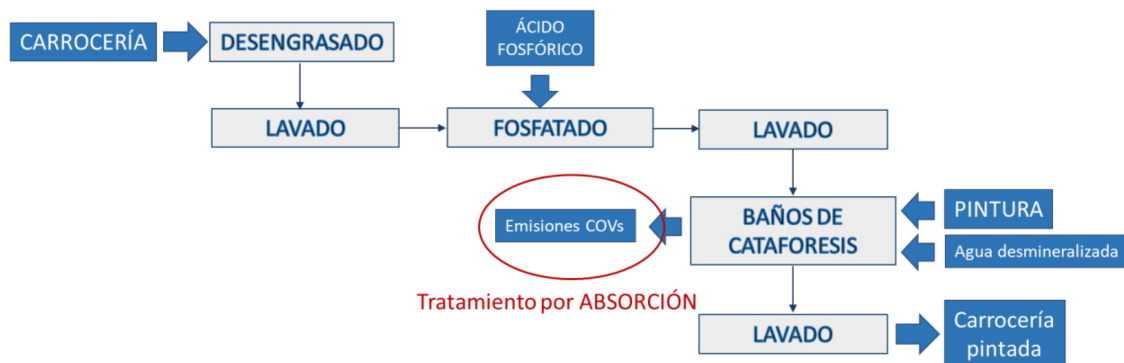 CARROCERÍA
DESENGRASADO
ÁCIDO
FOSFÓRICO
LAVADO
FOSFATADO
LAVADO
Emisiones COVs
BAÑOS DE
CATAFORESIS
PINTURA
Agua desmineralizada
Tratamiento por ABSORCIÓN
LAVADO
Carrocería
pintada